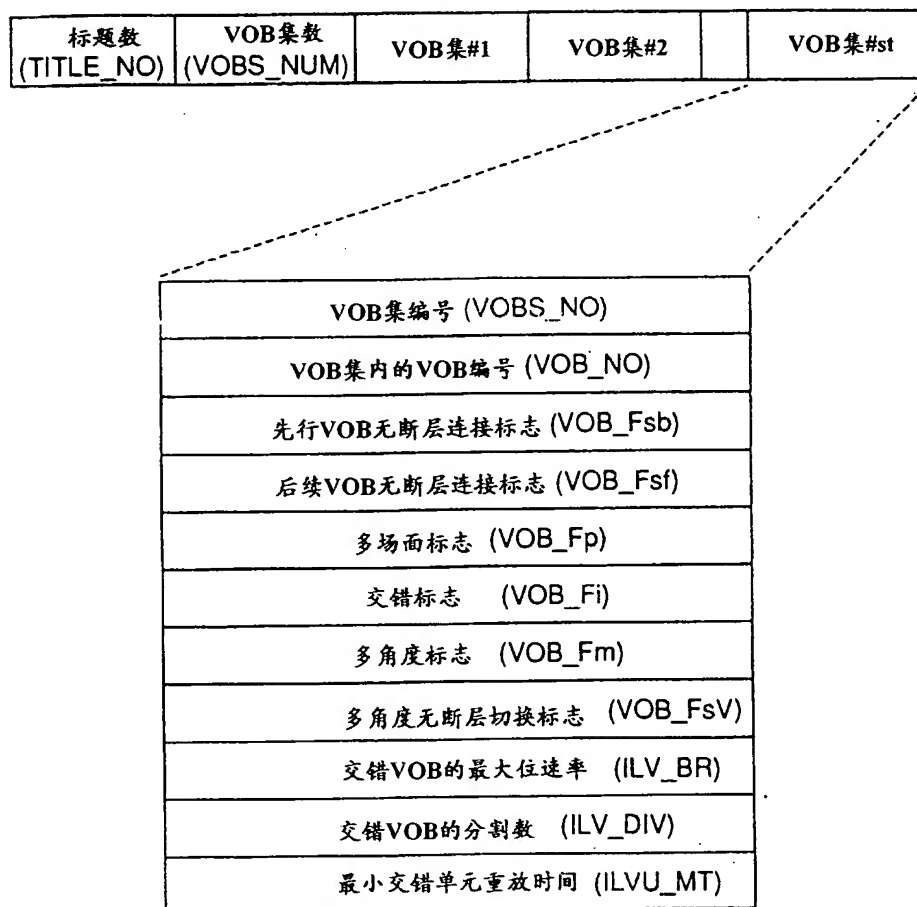 标题数
(TITLE_NO)
VOB集数
(VOBS_NUM)
VOB集#1
VOB集#2
VOB集#st
VOB集编号 (VOBS_NO)
VOB集内的VOB编号 (VOB_NO)
先行VOB无断层连接标志 (VOB_Fsb)
后续VOB无断层连接标志 (VOB_Fsf)
多场面标志 (VOB_Fp)
交错标志 (VOB_Fi)
多角度标志 (VOB_Fm)
多角度无断层切换标志 (VOB_FsV)
交错VOB的最大位速率 (ILV_BR)
交错VOB的分割数 (ILV_DIV)
最小交错单元重放时间 (ILVU_MT)